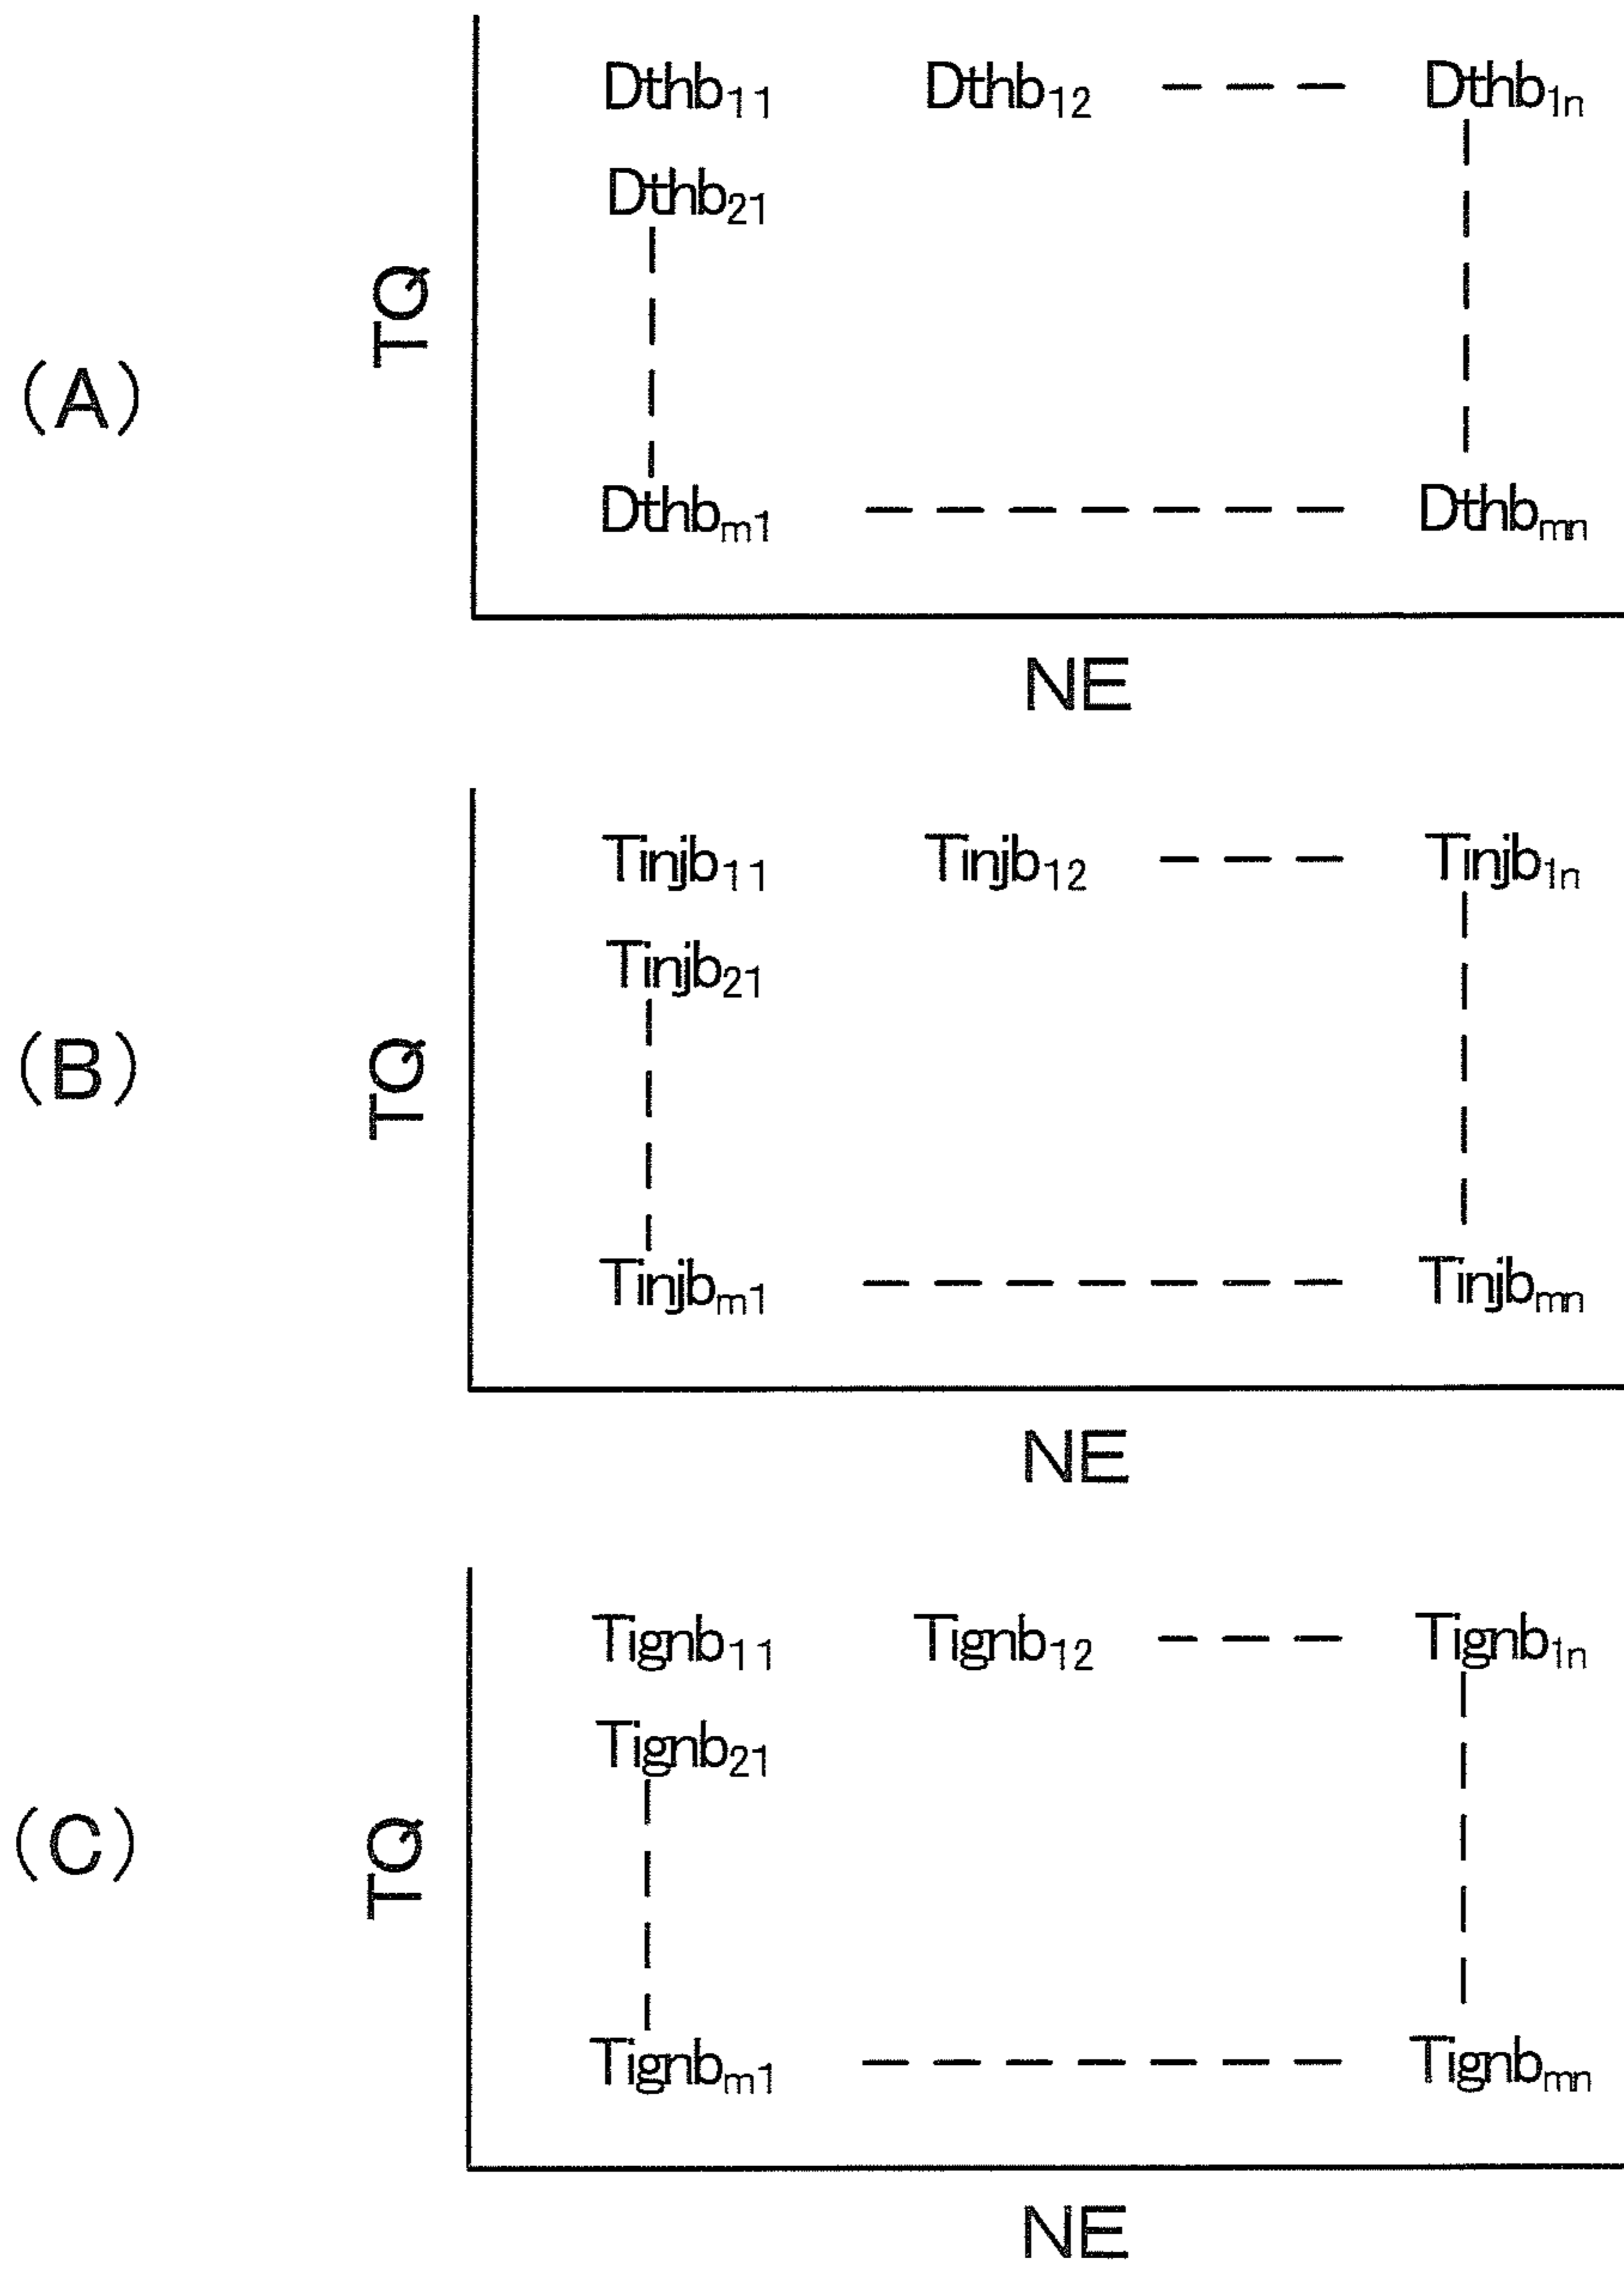 Dthb11 Dthb12 Dthb1n
Dthb21
TQ
(A)
Dthbm1 Dthbmn
NE
Tinjb11 Tinjb12 Tinjb1n
Tinjb21
TQ
(B)
Tinjbm1 Tinjbmn
NE
Tignb11 Tignb12 Tignb1n
Tignb21
TQ
(C)
Tignbm1 Tignbmn
NE